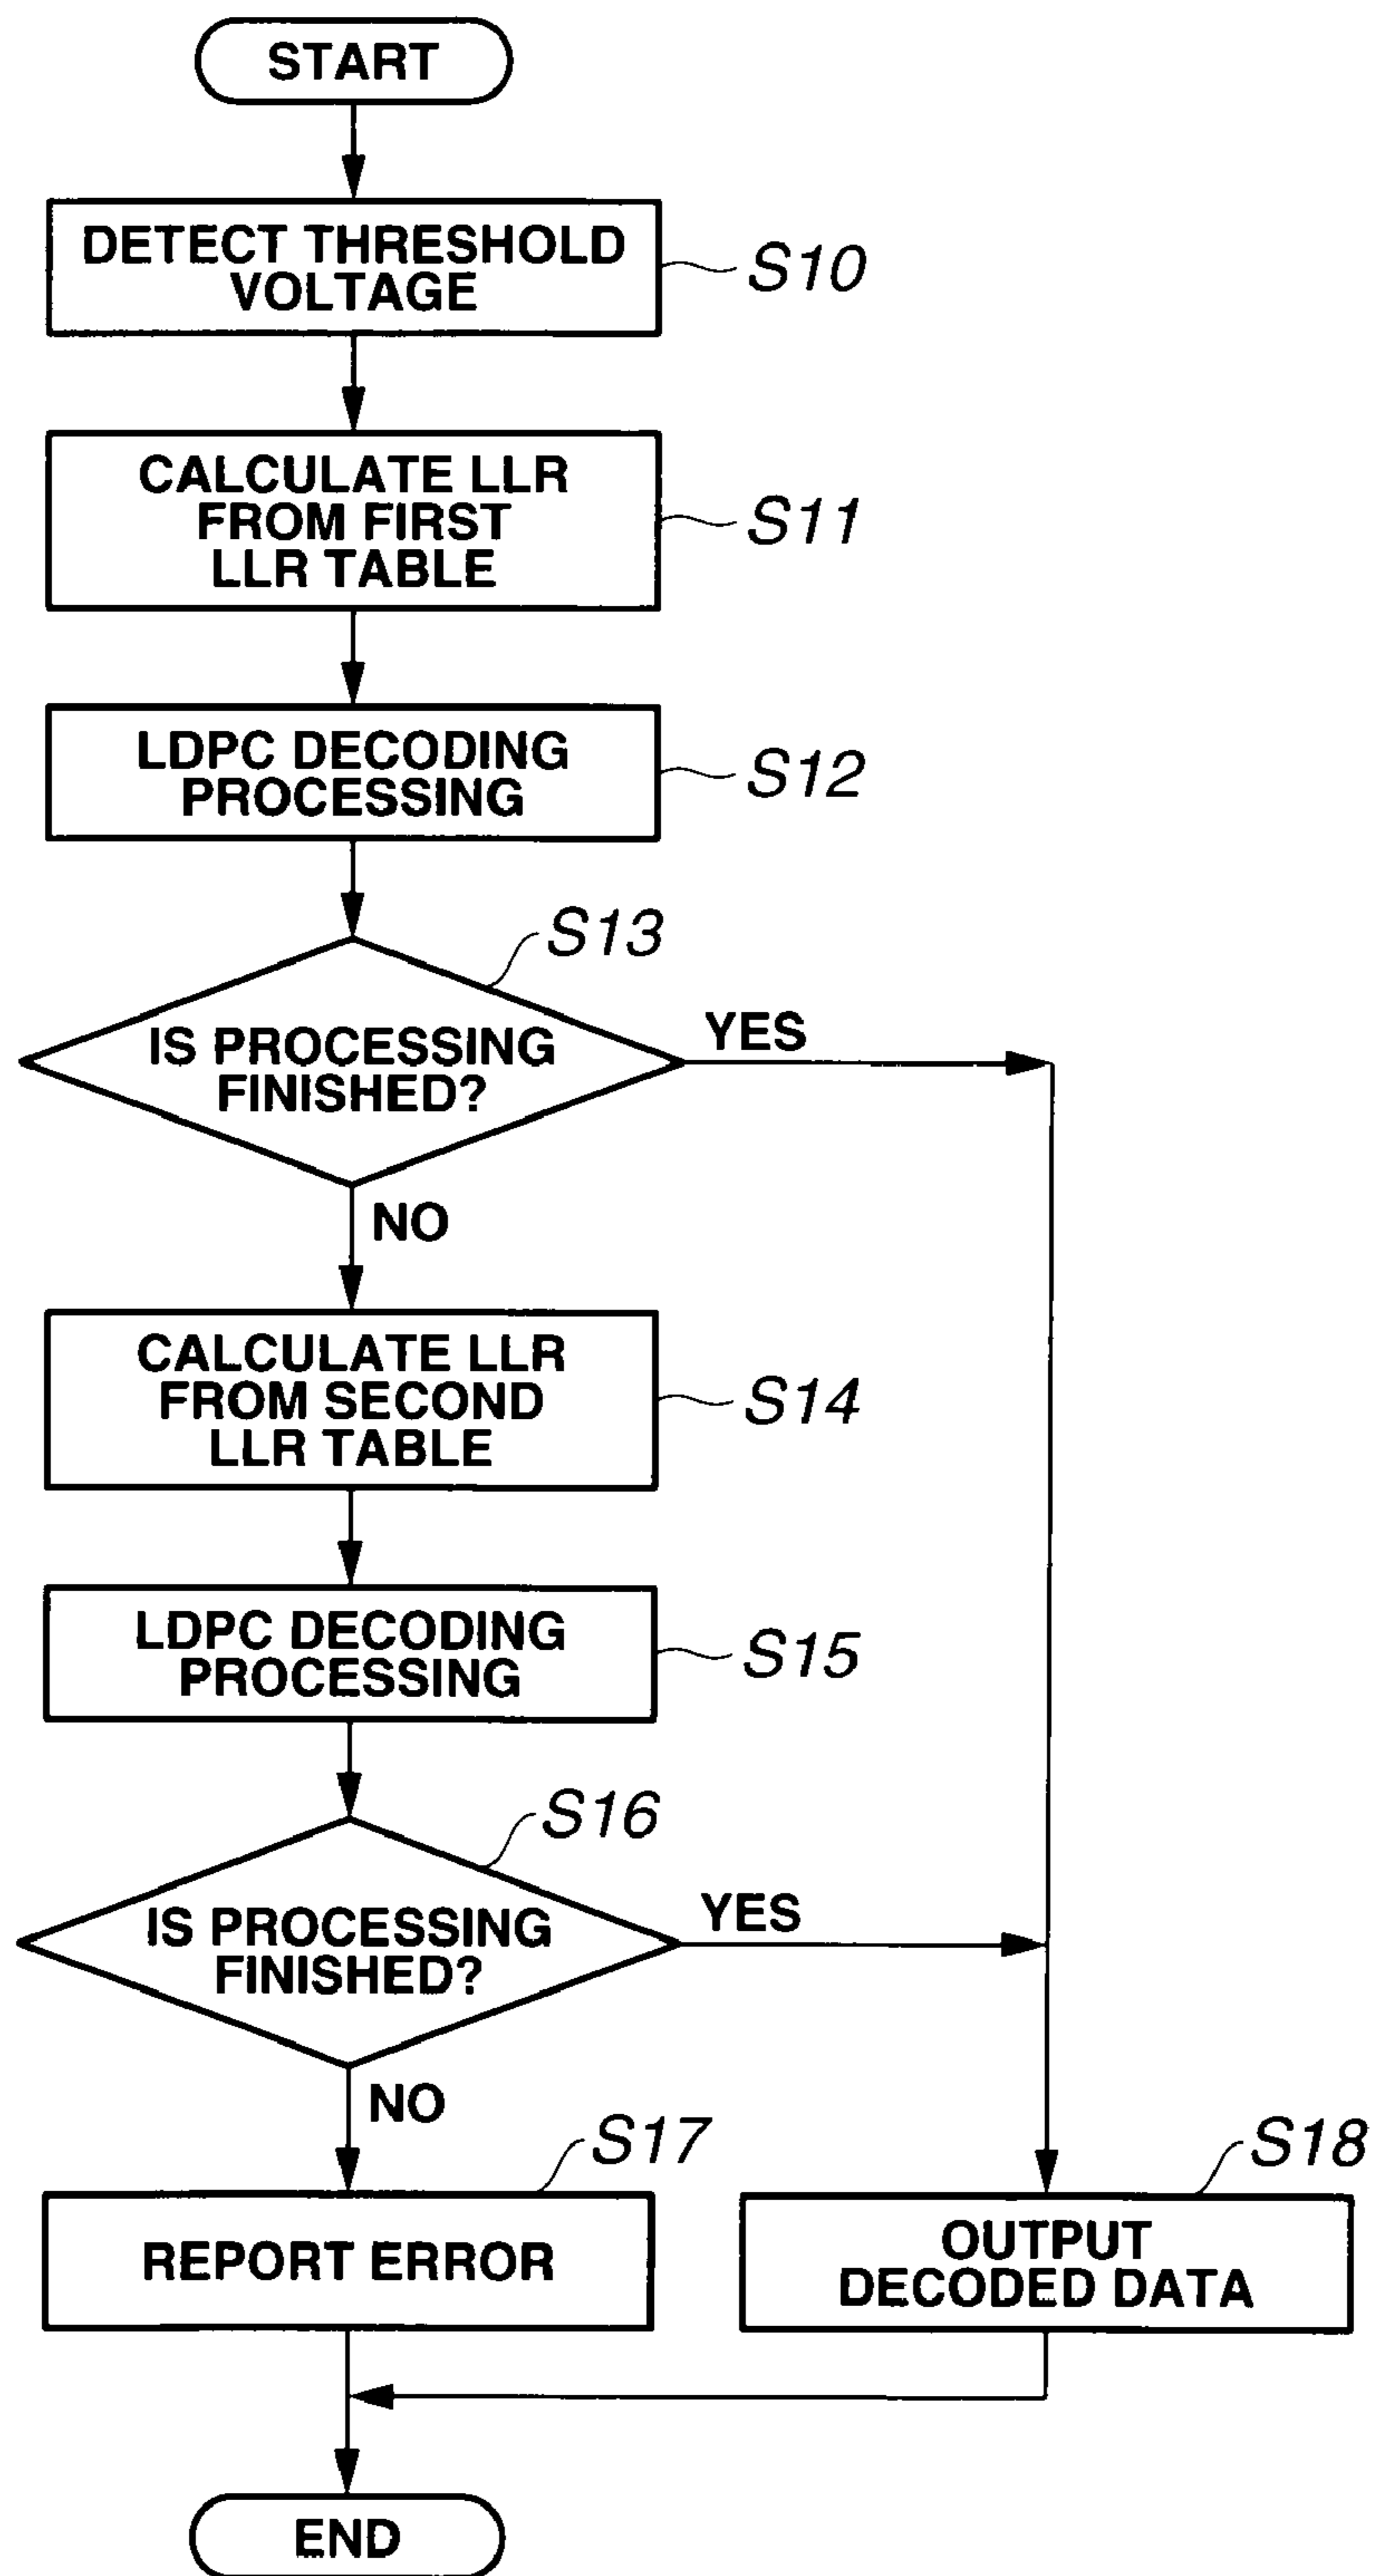 START
DETECT THRESHOLD
VOLTAGE
S10
CALCULATE LLR
FROM FIRST
LLR TABLE
S11
LDPC DECODING
PROCESSING
S12
S13
IS PROCESSING
FINISHED?
YES
NO
CALCULATE LLR
FROM SECOND
LLR TABLE
S14
LDPC DECODING
PROCESSING
S15
S16
IS PROCESSING
FINISHED?
YES
NO
S17
REPORT ERROR
S18
OUTPUT
DECODED DATA
END